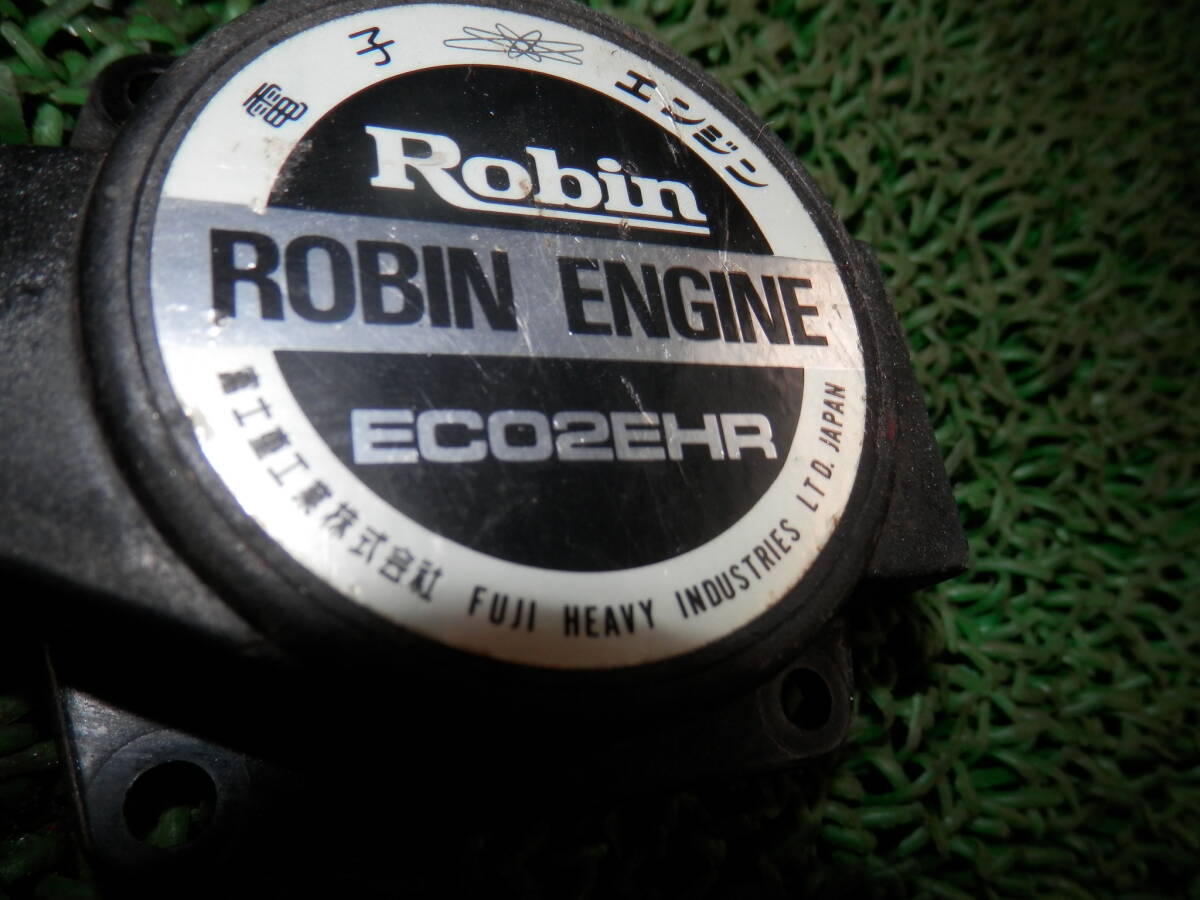 電子 エンジン
Robin
ROBIN ENGINE
ECO2EHR
富士重工業株式会社 FUJI HEAVY INDUSTRIES LTD. JAPAN